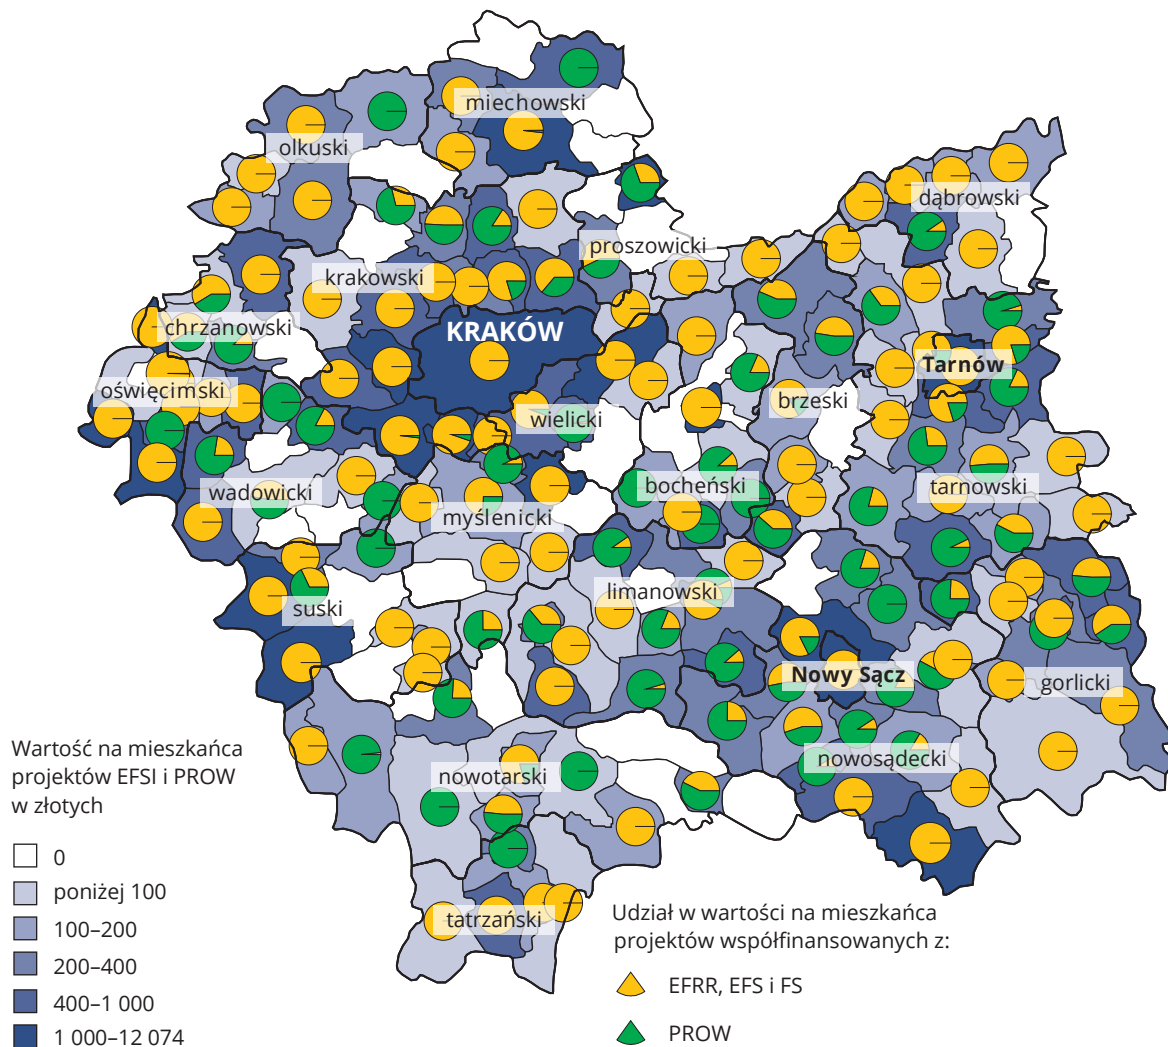 miechowski
olkuski
dąbrowski
proszowicki
krakowski
chrzanowski
KRAKÓW
Tarnów
oświęcimski
brzeski
wielicki
wadowicki
bocheński
tarnowski
myślenicki
limanowski
suski
Nowy Sącz
gorlicki
nowosądecki
nowotarski
tatrzański
Wartość na mieszkańca
projektów EFSI i PROW
w złotych
0
poniżej 100
100–200
200–400
400–1 000
1 000–12 074
Udział w wartości na mieszkańca
projektów współfinansowanych z:
EFRR, EFS i FS
PROW